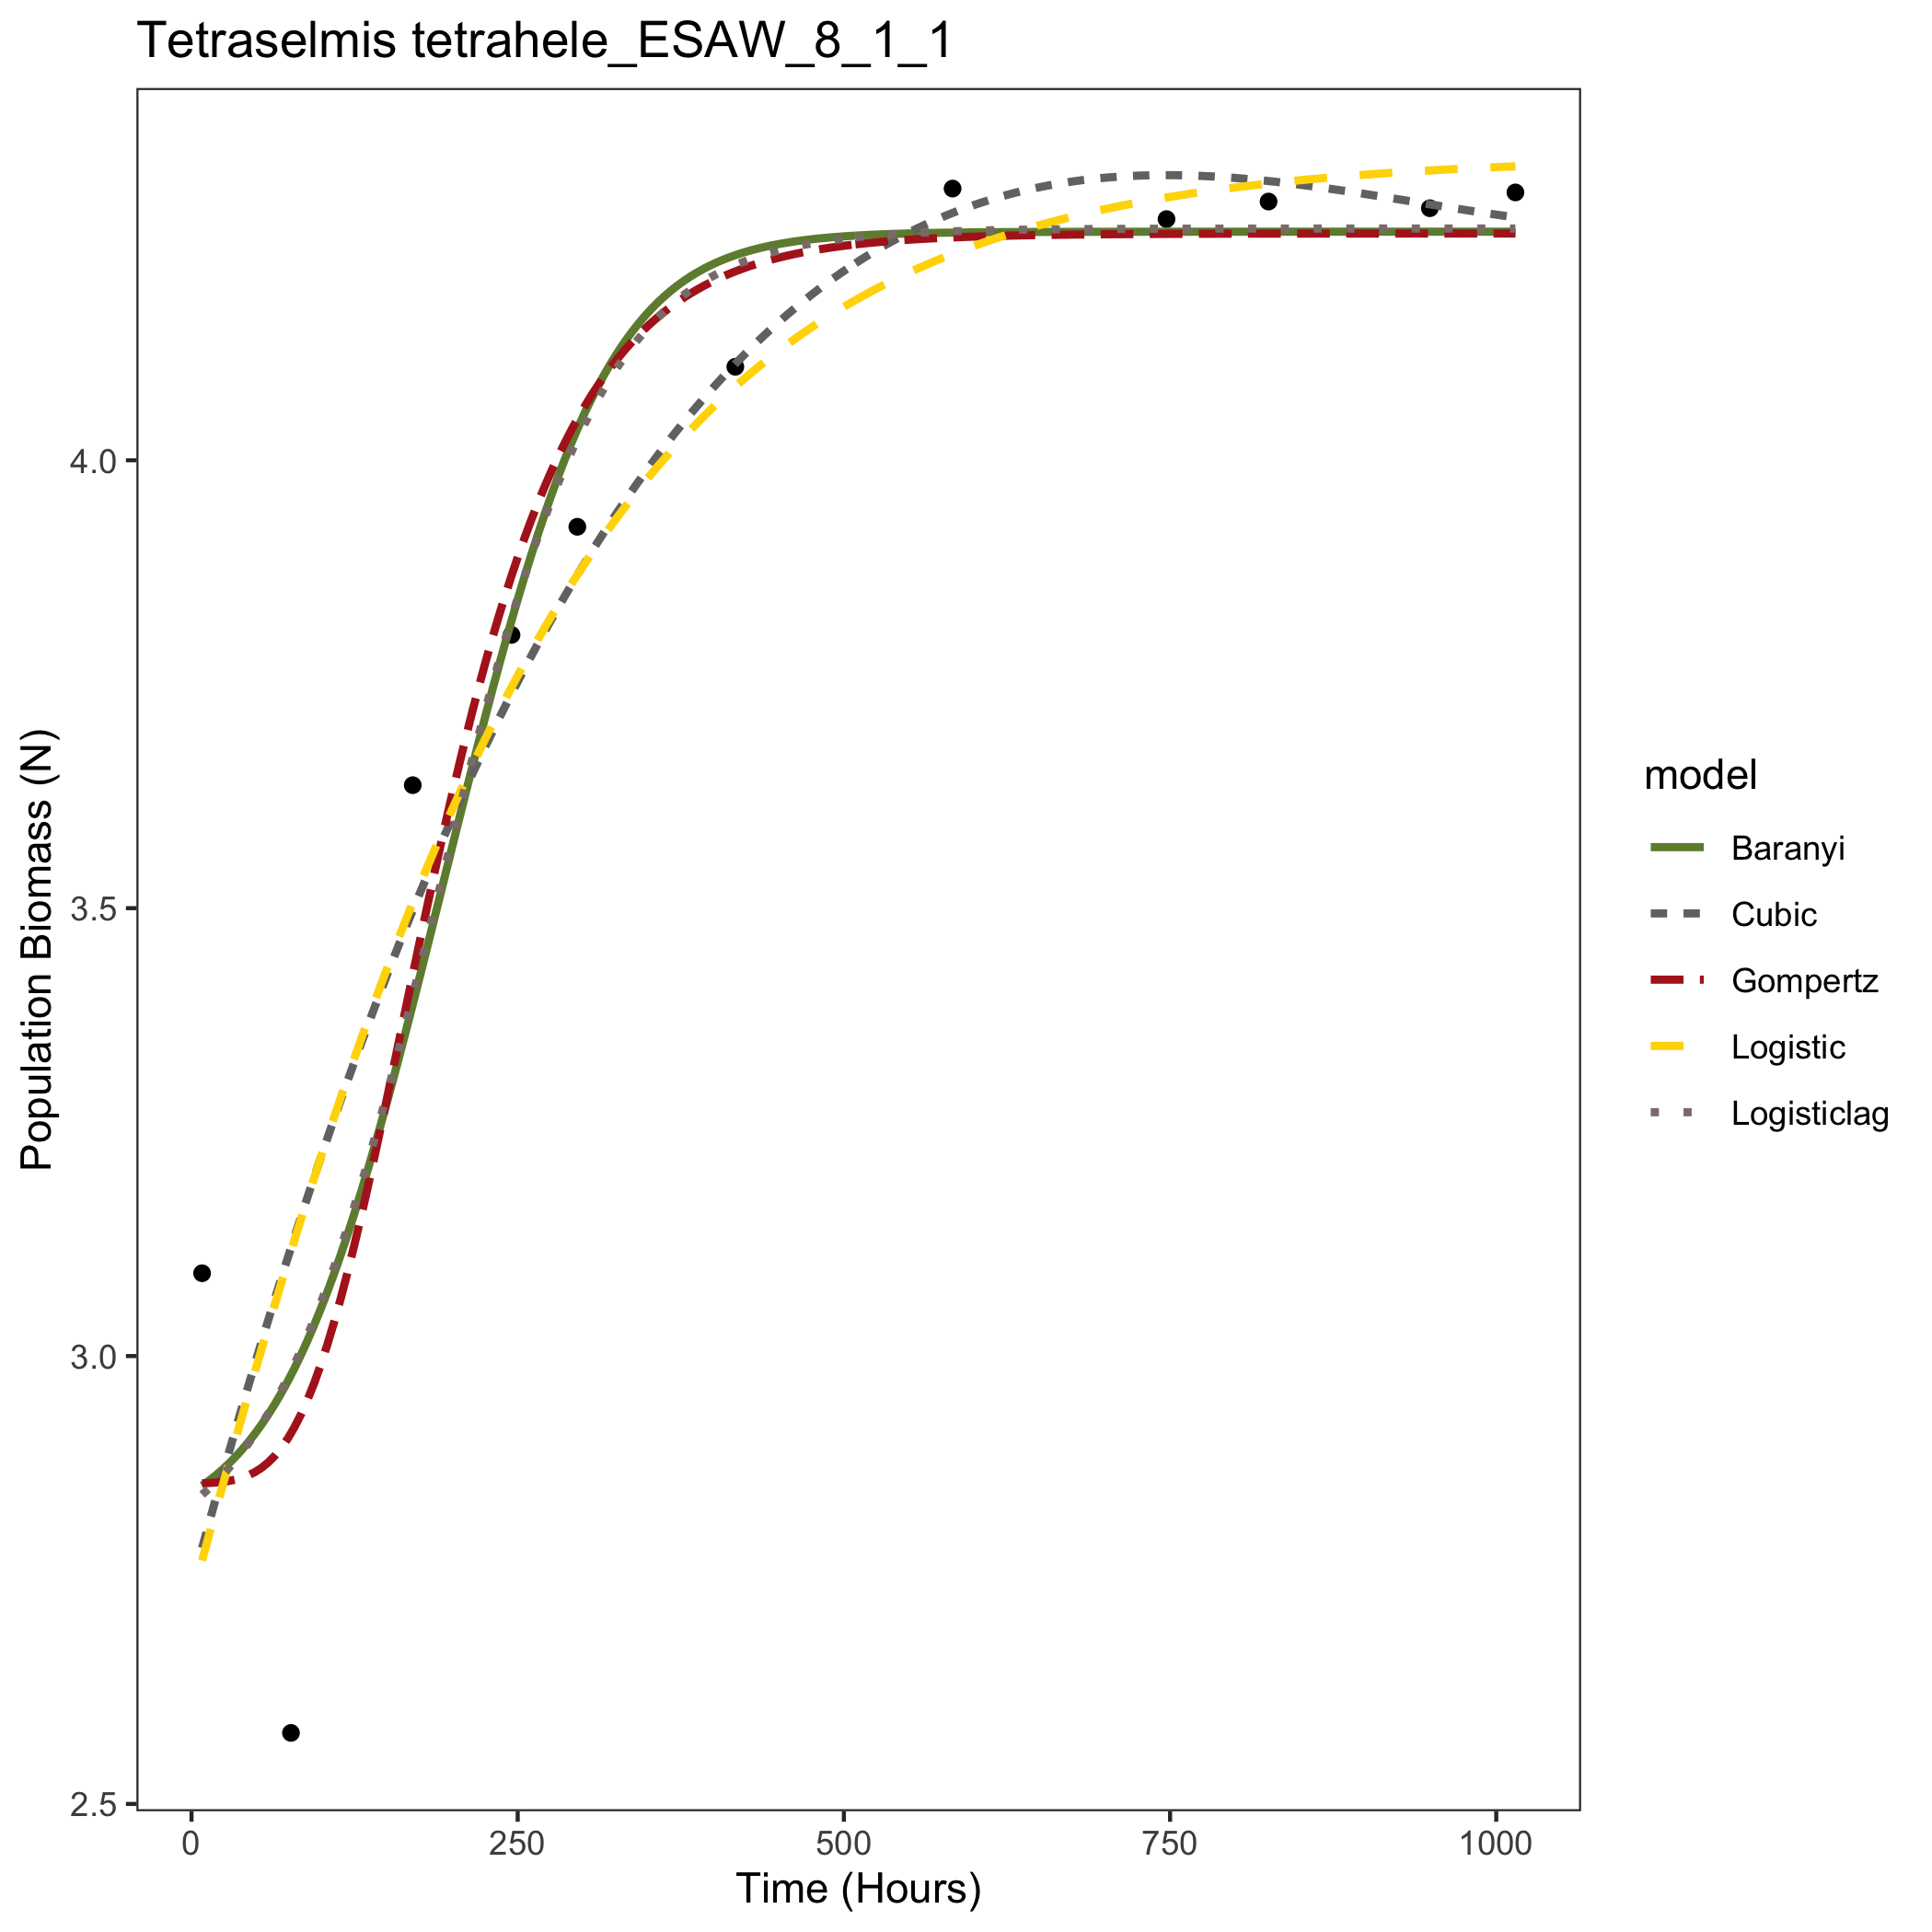 Tetraselmis tetrahele_ESAW_8_1_1
Population Biomass (N)
4.0
3.5
3.0
2.5
0
250
500
750
1000
Time (Hours)
model
Baranyi
Cubic
Gompertz
Logistic
Logisticlag